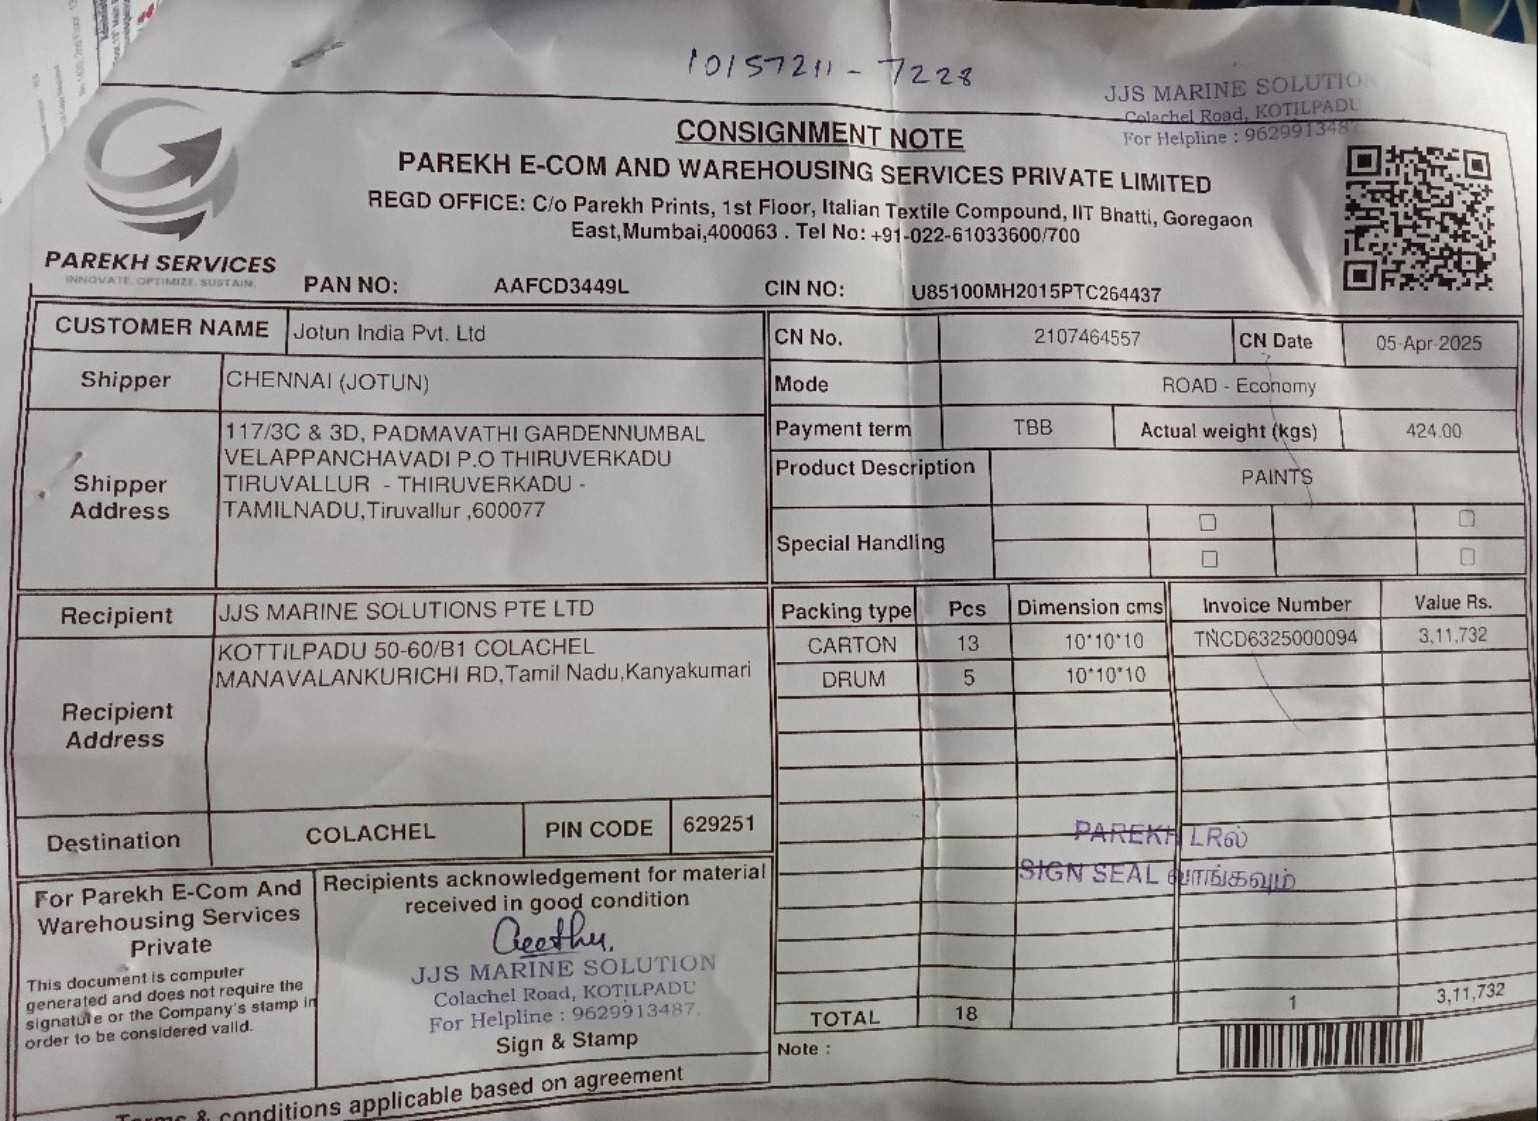 10157211 - 7228
JJS MARINE SOLUTION
Colachel Road, KOTILPADU
For Helpline : 9629913487
CONSIGNMENT NOTE
PAREKH E-COM AND WAREHOUSING SERVICES PRIVATE LIMITED
REGD OFFICE: C/o Parekh Prints, 1st Floor, Italian Textile Compound, IIT Bhatti, Goregaon
East,Mumbai,400063 . Tel No: +91-022-61033600/700
PAREKH SERVICES
INNOVATE. OPTIMIZE. SUSTAIN.
PAN NO: AAFCD3449L CIN NO: U85100MH2015PTC264437
CUSTOMER NAME Jotun India Pvt. Ltd
Shipper CHENNAI (JOTUN)
Shipper Address
117/3C & 3D, PADMAVATHI GARDENNUMBAL
VELAPPANCHAVADI P.O THIRUVERKADU
TIRUVALLUR - THIRUVERKADU -
TAMILNADU,Tiruvallur ,600077
Recipient JJS MARINE SOLUTIONS PTE LTD
Recipient Address
KOTTILPADU 50-60/B1 COLACHEL
MANAVALANKURICHI RD,Tamil Nadu,Kanyakumari
Destination COLACHEL PIN CODE 629251
CN No. 2107464557 CN Date 05-Apr-2025
Mode ROAD - Economy
Payment term TBB Actual weight (kgs) 424.00
Product Description PAINTS
Special Handling
Packing type Pcs Dimension cms Invoice Number Value Rs.
CARTON 13 10*10*10 TNCD6325000094 3,11,732
DRUM 5 10*10*10
PAREKH LRல்
SIGN SEAL வாங்கவும்
TOTAL 18 1 3,11,732
Note :
For Parekh E-Com And
Warehousing Services
Private
This document is computer
generated and does not require the
signature or the Company's stamp in
order to be considered valid.
Recipients acknowledgement for material
received in good condition
Geethu.
JJS MARINE SOLUTION
Colachel Road, KOTILPADU
For Helpline : 9629913487.
Sign & Stamp
Terms & conditions applicable based on agreement